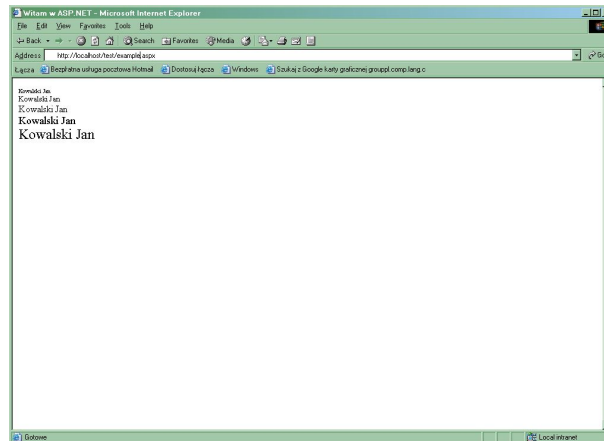 Witam w ASP.NET - Microsoft Internet Explorer
File Edit View Favorites Tools Help
Back Search Favorites Media
Address http://localhost/test/example.aspx Go
Łącza Bezpłatna usługa pocztowa Hotmail Dostosuj łącza Windows Szukaj z Google karty graficznej grouppl.comp.lang.c
Kowalski Jan
Kowalski Jan
Kowalski Jan
Kowalski Jan
Kowalski Jan
Gotowe Local intranet